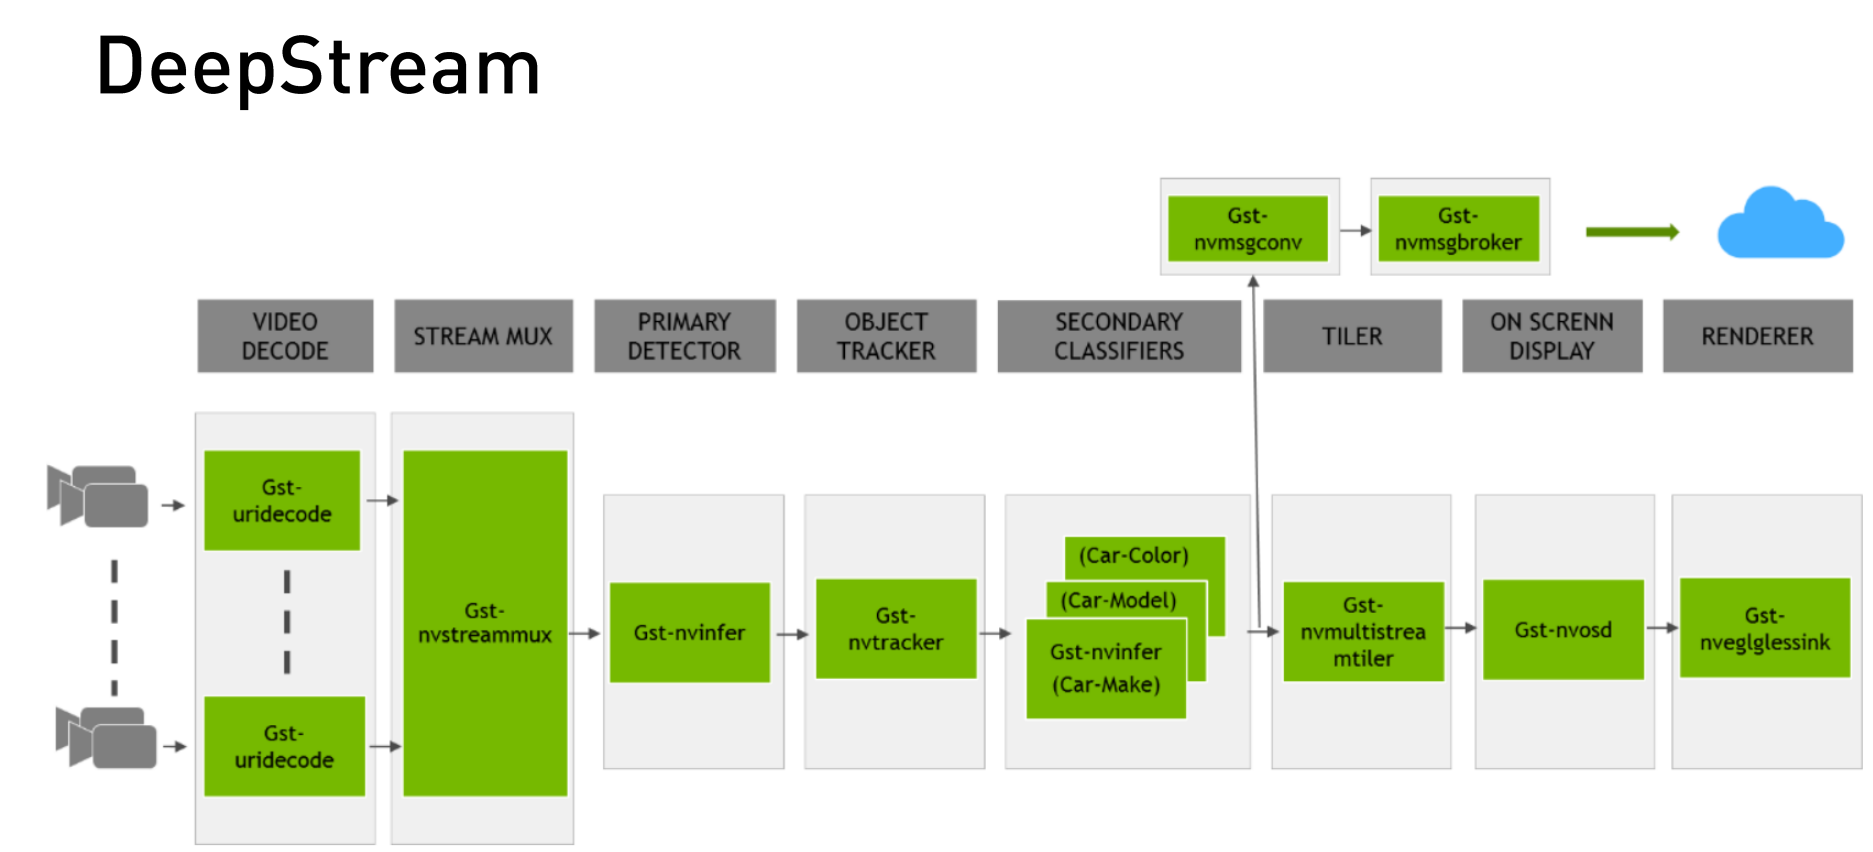 DeepStream
Gst-
nvmsgconv
Gst-
nvmsgbroker
VIDEO
DECODE
STREAM MUX
PRIMARY
DETECTOR
OBJECT
TRACKER
SECONDARY
CLASSIFIERS
TILER
ON SCRENN
DISPLAY
RENDERER
Gst-
uridecode
Gst-
uridecode
Gst-
nvstreammux
Gst-nvinfer
Gst-
nvtracker
(Car-Color)
(Car-Model)
Gst-nvinfer
(Car-Make)
Gst-
nvmultistrea
mtiler
Gst-nvosd
Gst-
nveglglessink